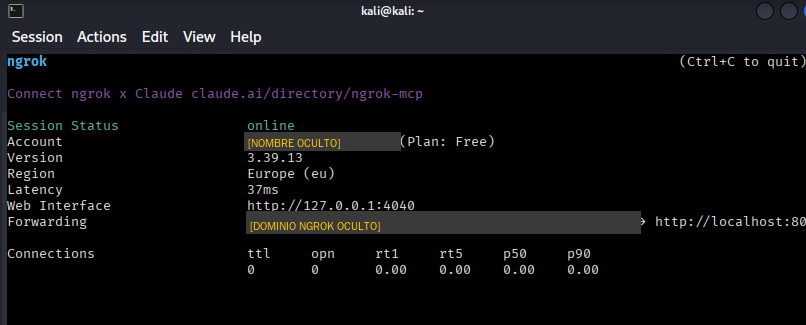 kali@kali: ~
Session Actions Edit View Help
ngrok (Ctrl+C to quit)
Connect ngrok x Claude claude.ai/directory/ngrok-mcp
Session Status online
Account [NOMBRE OCULTO] (Plan: Free)
Version 3.39.13
Region Europe (eu)
Latency 37ms
Web Interface http://127.0.0.1:4040
Forwarding [DOMINIO NGROK OCULTO] → http://localhost:80
Connections ttl opn rt1 rt5 p50 p90
0 0 0.00 0.00 0.00 0.00